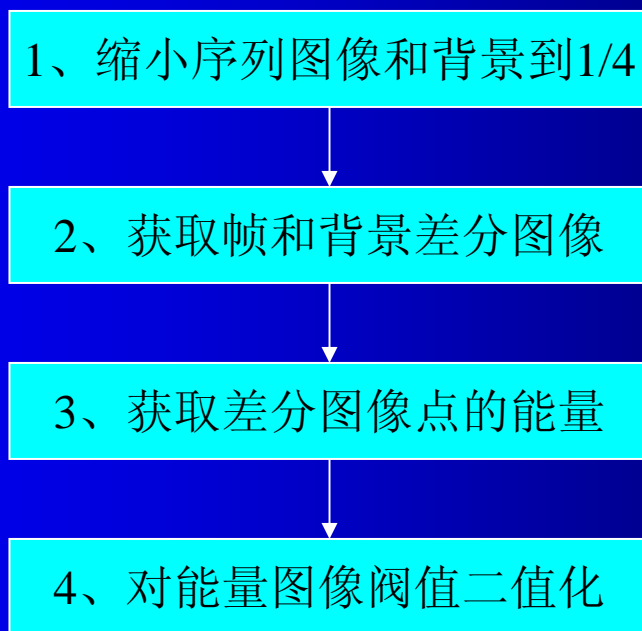 1、缩小序列图像和背景到1/4
2、获取帧和背景差分图像
3、获取差分图像点的能量
4、对能量图像阀值二值化